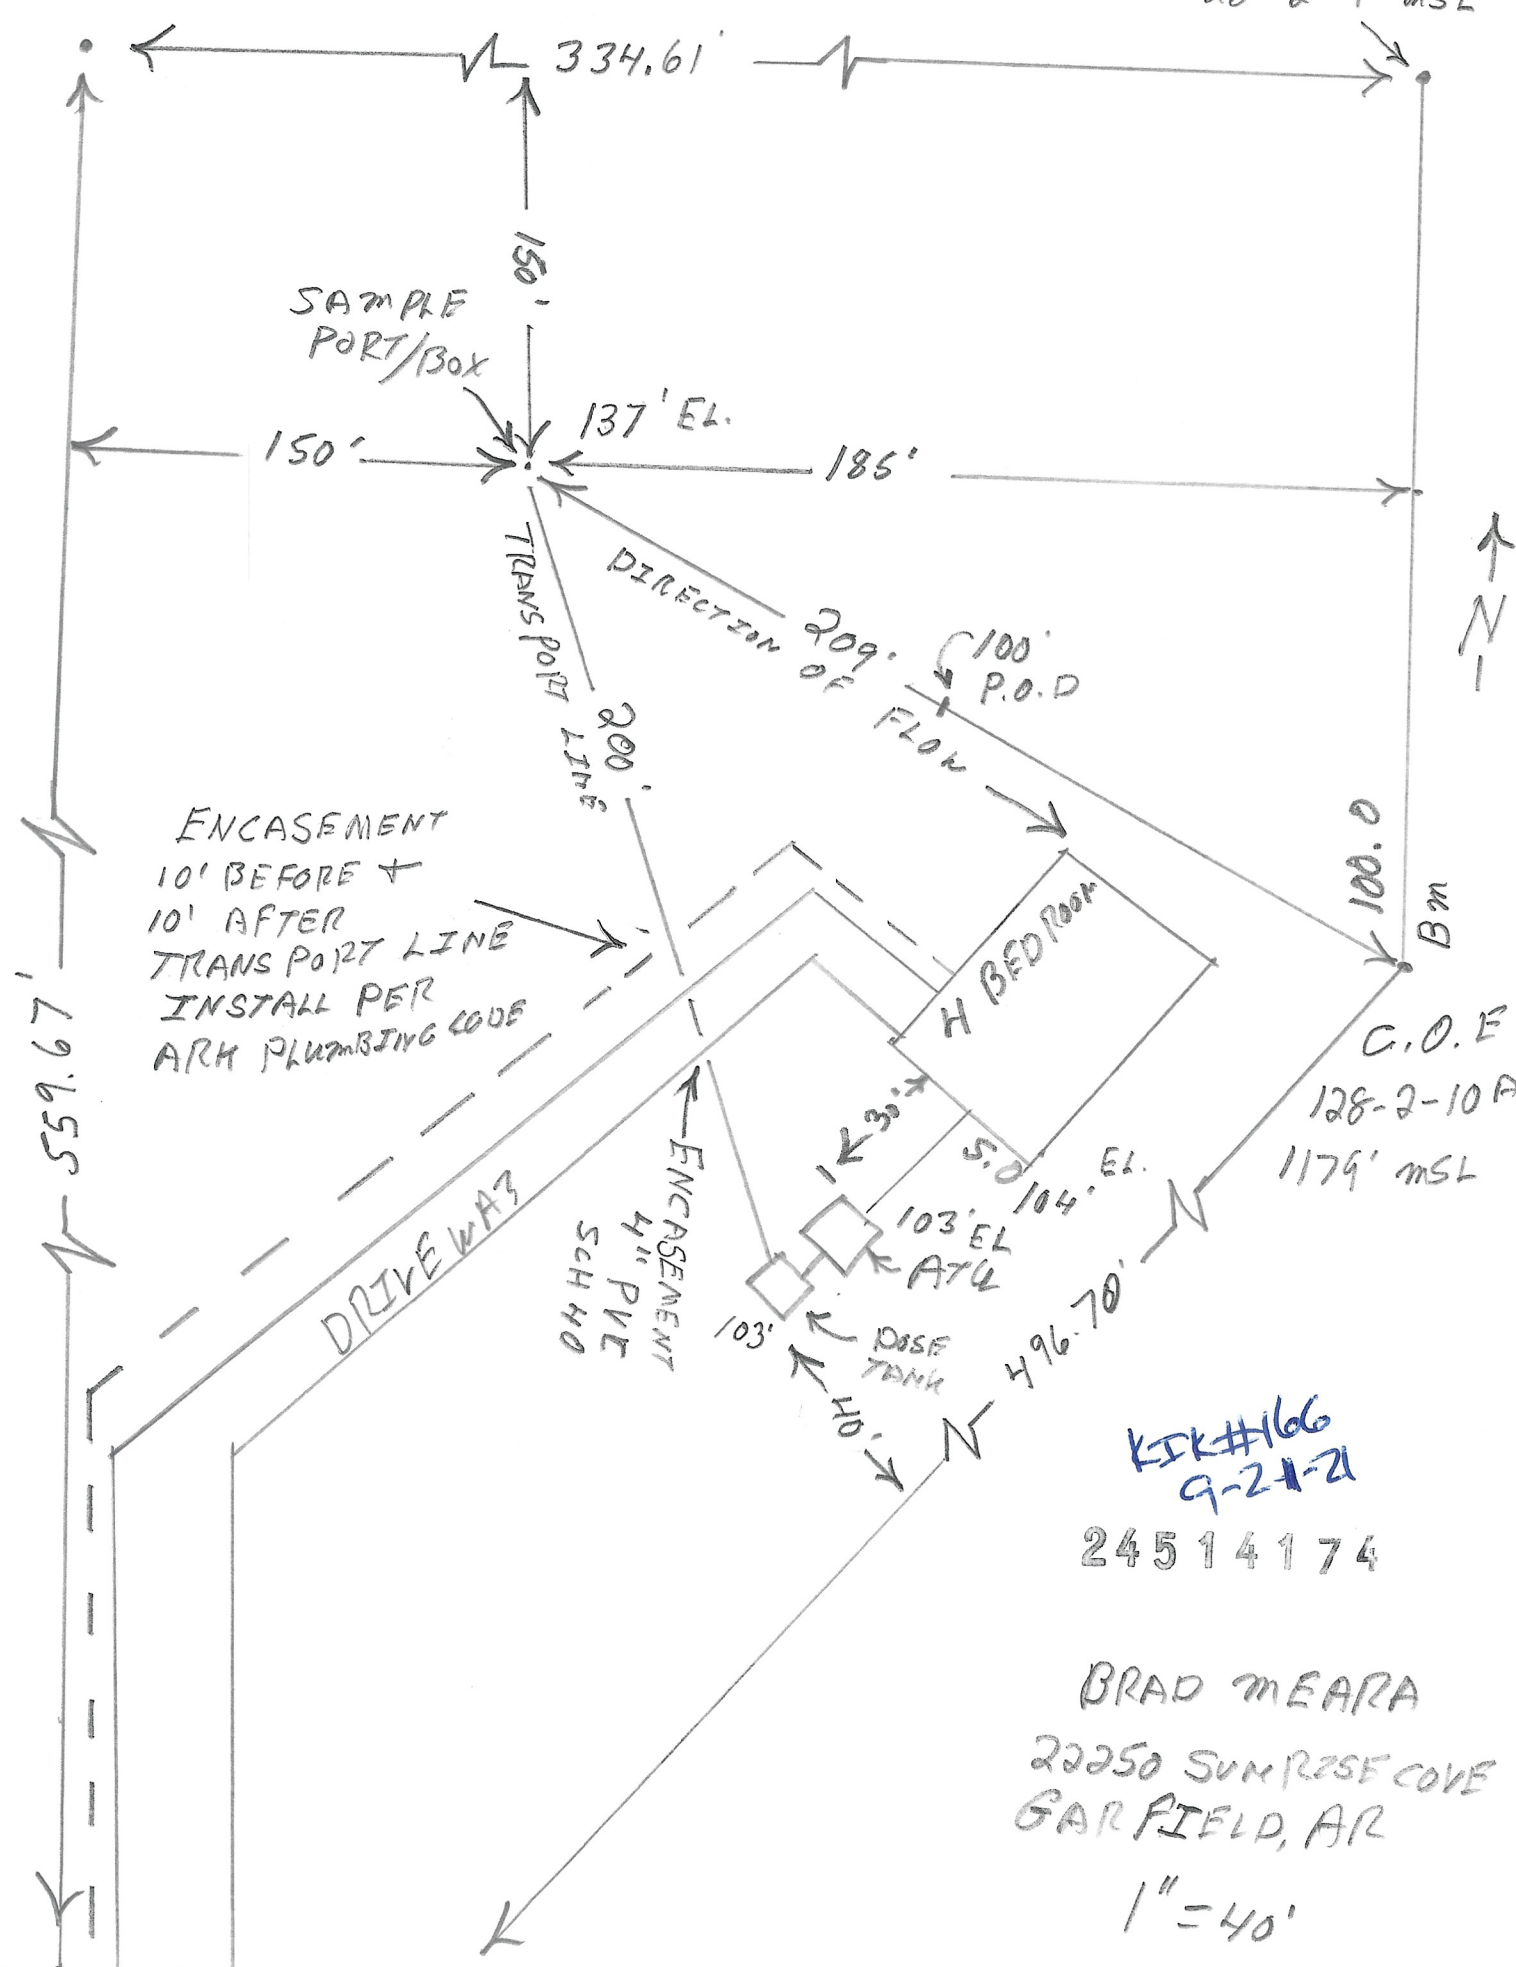 MSL
334.61'
150'
SAMPLE
PORT/BOX
137' EL.
150'
185'
TRANSPORT LINE
200'
DIRECTION OF FLOW
209.
100'
P.O.D
N
ENCASEMENT
10' BEFORE +
10' AFTER
TRANSPORT LINE
INSTALL PER
ARK PLUMBING CODE
559.67'
100.0
BM
4 BEDROOM
C.O.E
128-2-10A
1179' MSL
30'
S.O
104' EL.
103' EL
ATU
ENCASEMENT
4" PVC
SCH 40
DRIVEWAY
103'
DOSE
TANK
40'
496.70'
KIK#166
9-21-21
24514174
BRAD MEARA
22250 SUNRISE COVE
GARFIELD, AR
1" = 40'